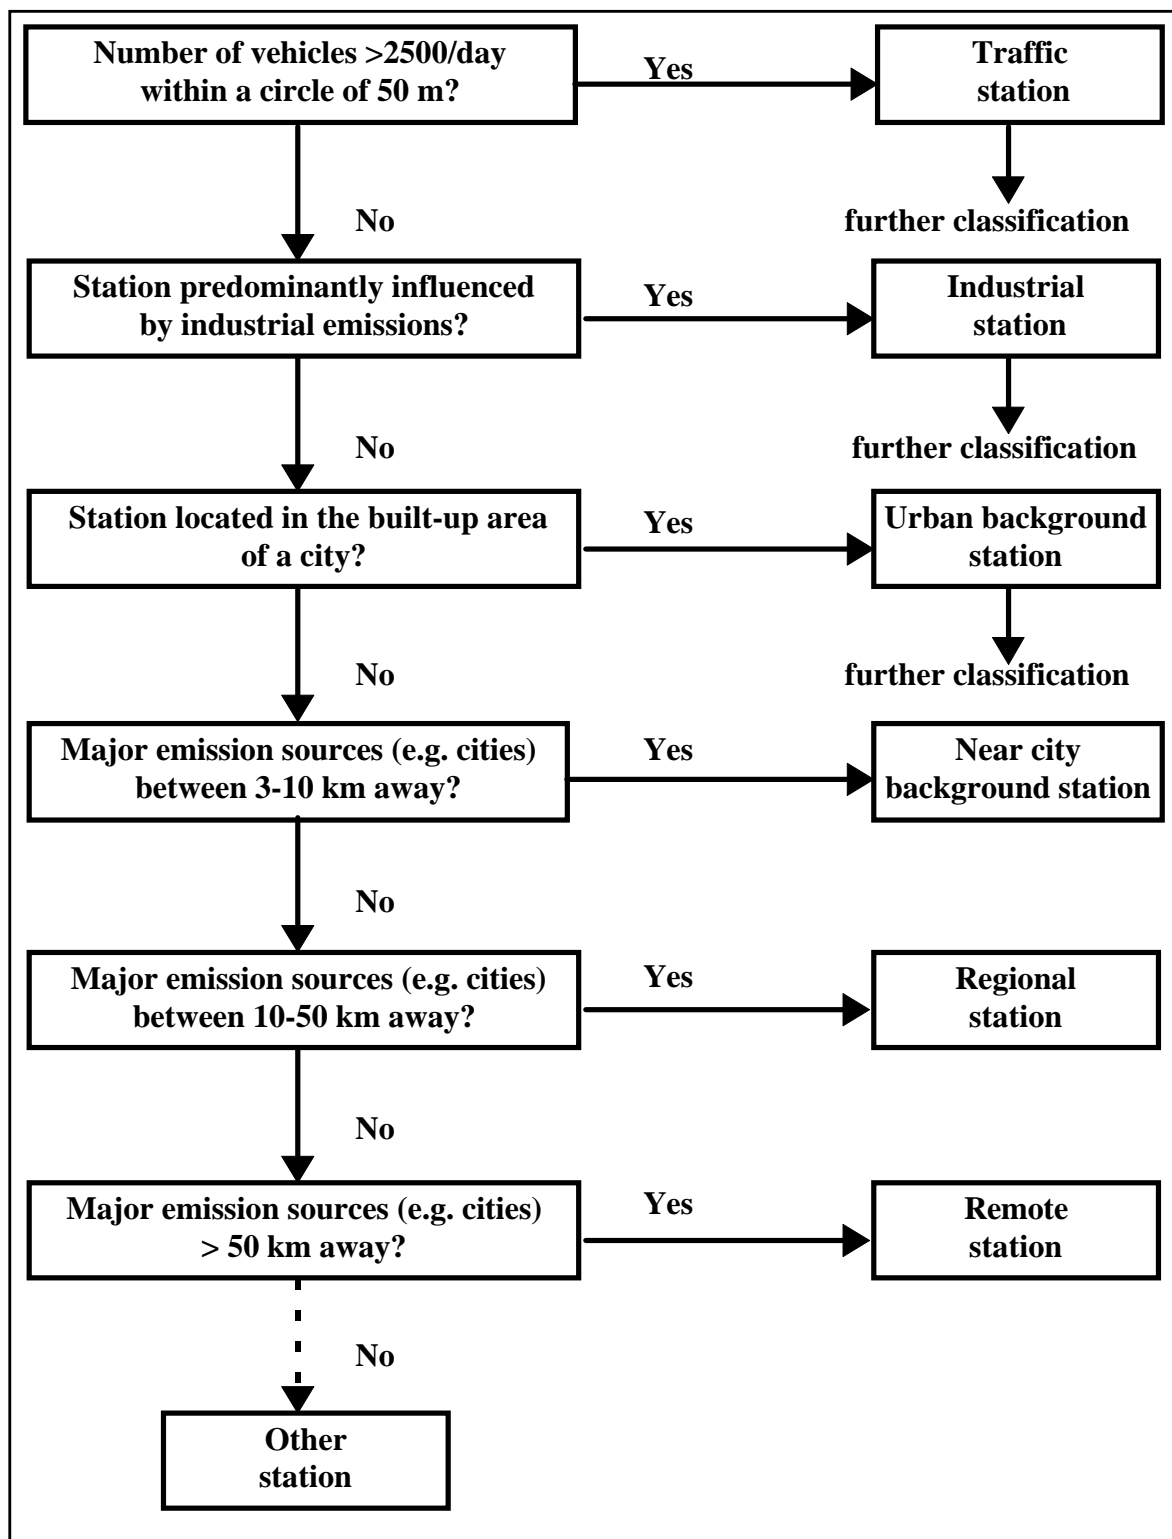 Number of vehicles >2500/day
within a circle of 50 m?
Yes
Traffic
station
No
further classification
Station predominantly influenced
by industrial emissions?
Yes
Industrial
station
No
further classification
Station located in the built-up area
of a city?
Yes
Urban background
station
No
further classification
Major emission sources (e.g. cities)
between 3-10 km away?
Yes
Near city
background station
No
Major emission sources (e.g. cities)
between 10-50 km away?
Yes
Regional
station
No
Major emission sources (e.g. cities)
> 50 km away?
Yes
Remote
station
No
Other
station